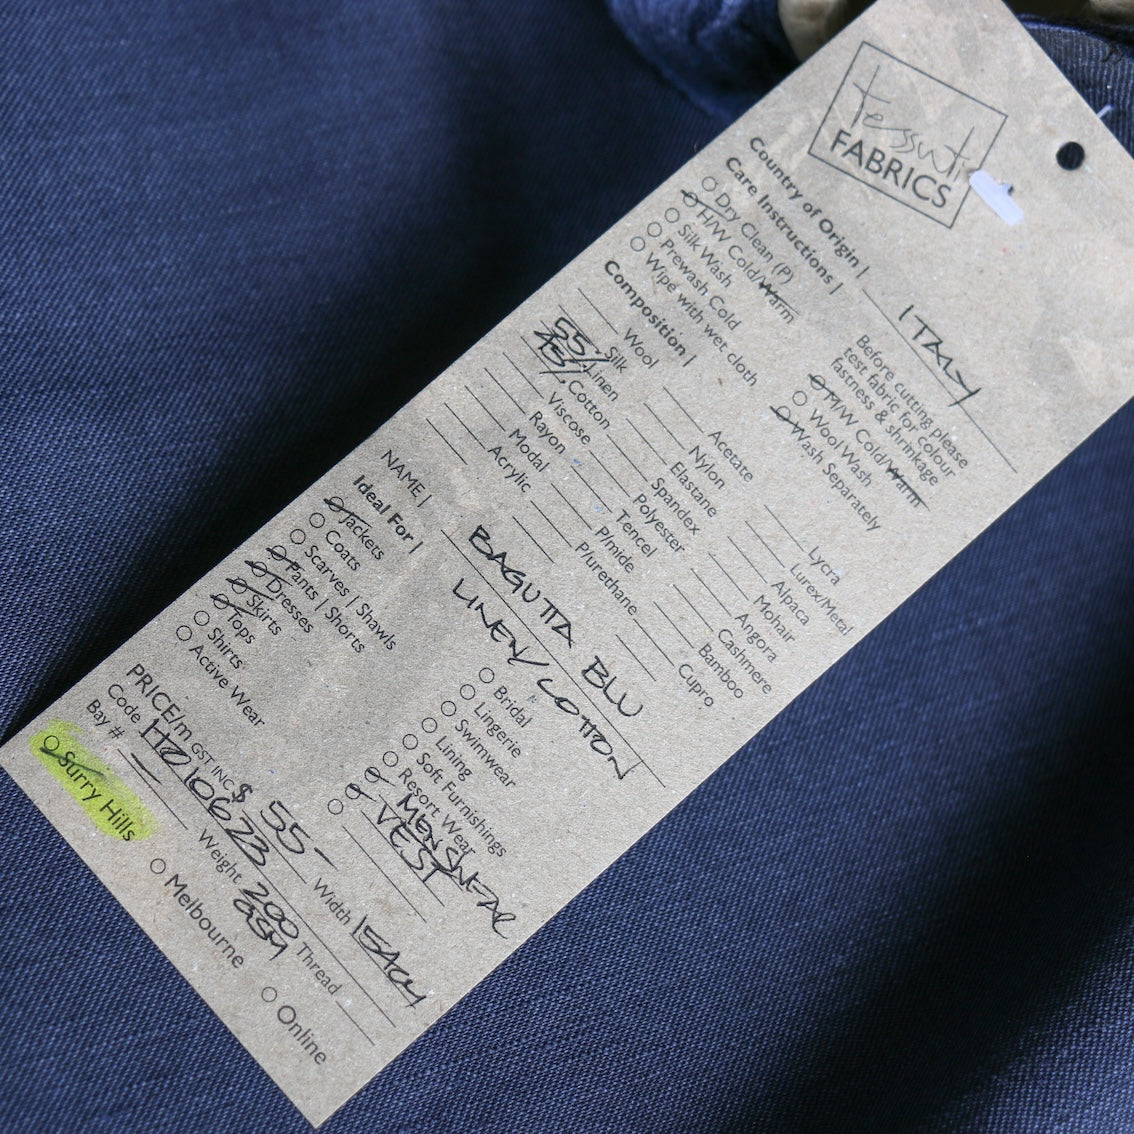 tessuti
FABRICS
Country of Origin | ITALY
Care Instructions |
Before cutting please
test fabric for colour
fastness & shrinkage
Dry Clean (P)
H/W Cold/Warm
Silk Wash
Prewash Cold
Wipe with wet cloth
M/W Cold/Warm
Wool Wash
Wash Separately
Composition |
Wool
Silk
55/. Linen
45/. Cotton
Viscose
Rayon
Modal
Acrylic
Acetate
Nylon
Elastane
Spandex
Polyester
Tencel
P/mide
P/urethane
Lycra
Lurex/Metal
Alpaca
Mohair
Angora
Cashmere
Bamboo
Cupro
NAME | BAGUTTA BLU
LINEN/COTTON
Ideal For |
Jackets
Coats
Scarves | Shawls
Pants | Shorts
Dresses
Skirts
Tops
Shirts
Active Wear
Bridal
Lingerie
Swimwear
Lining
Soft Furnishings
Resort Wear
MENSWEAR
VEST
PRICE/m GST INC $ 55-
Width 154cm
Code
Weight 200
GSM
Thread
Bay # —
Surry Hills
Melbourne
Online